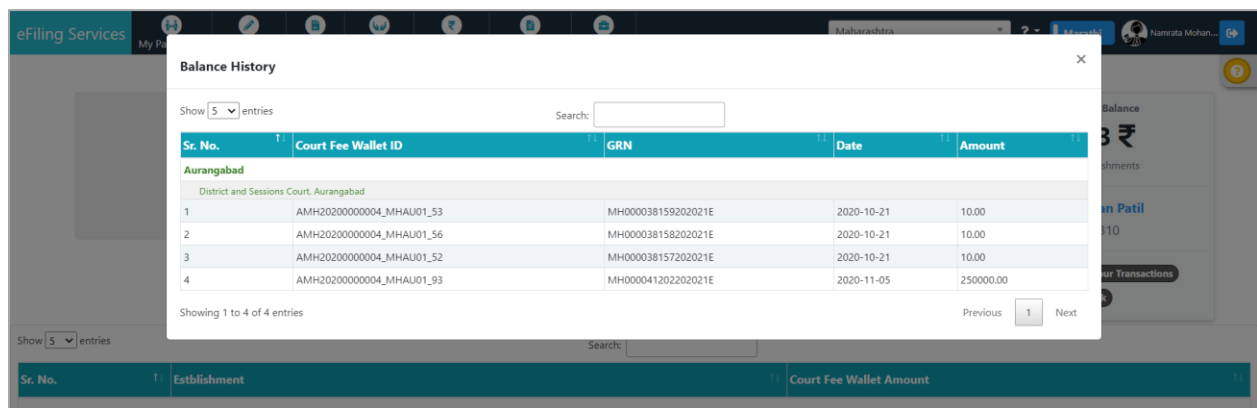 eFiling Services
My Pa
Maharashtra
? Marathi
Namrata Mohan...
Balance History
×
Show 5 entries
Search:
Sr. No. Court Fee Wallet ID GRN Date Amount
Aurangabad
District and Sessions Court, Aurangabad
1 AMH20200000004_MHAU01_53 MH000038159202021E 2020-10-21 10.00
2 AMH20200000004_MHAU01_56 MH000038158202021E 2020-10-21 10.00
3 AMH20200000004_MHAU01_52 MH000038157202021E 2020-10-21 10.00
4 AMH20200000004_MHAU01_93 MH000041202202021E 2020-11-05 250000.00
Showing 1 to 4 of 4 entries
Previous 1 Next
Balance
3 ₹
shments
an Patil
310
ur Transactions
Show 5 entries
Search:
Sr. No. Estblishment Court Fee Wallet Amount